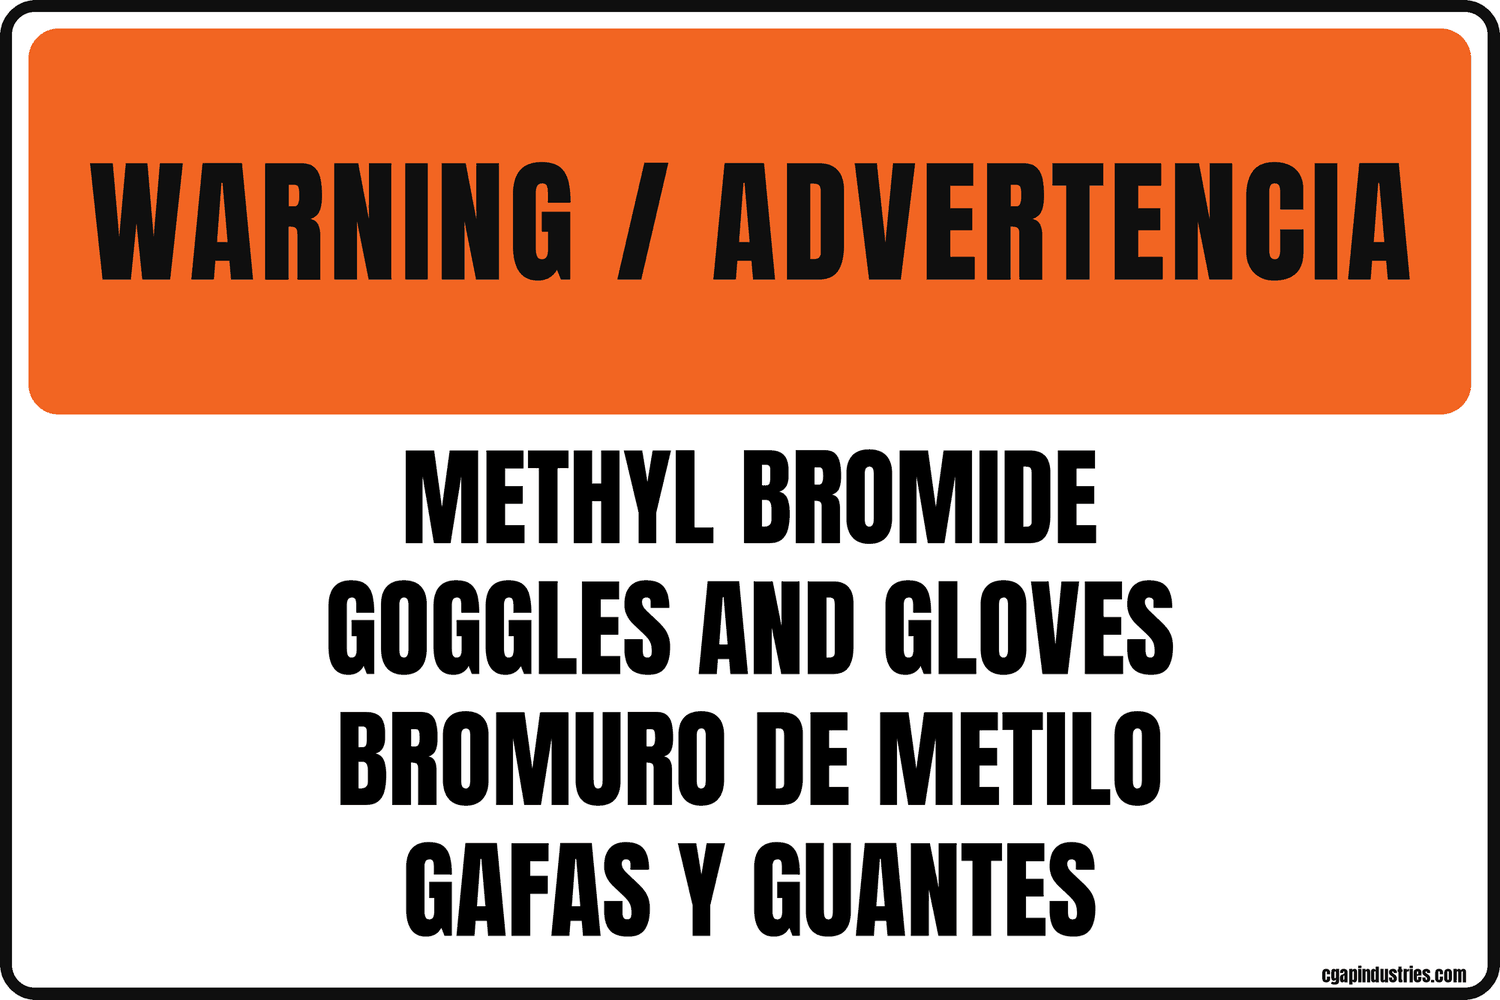 WARNING / ADVERTENCIA
METHYL BROMIDE
GOGGLES AND GLOVES
BROMURO DE METILO
GAFAS Y GUANTES
cgapindustries.com